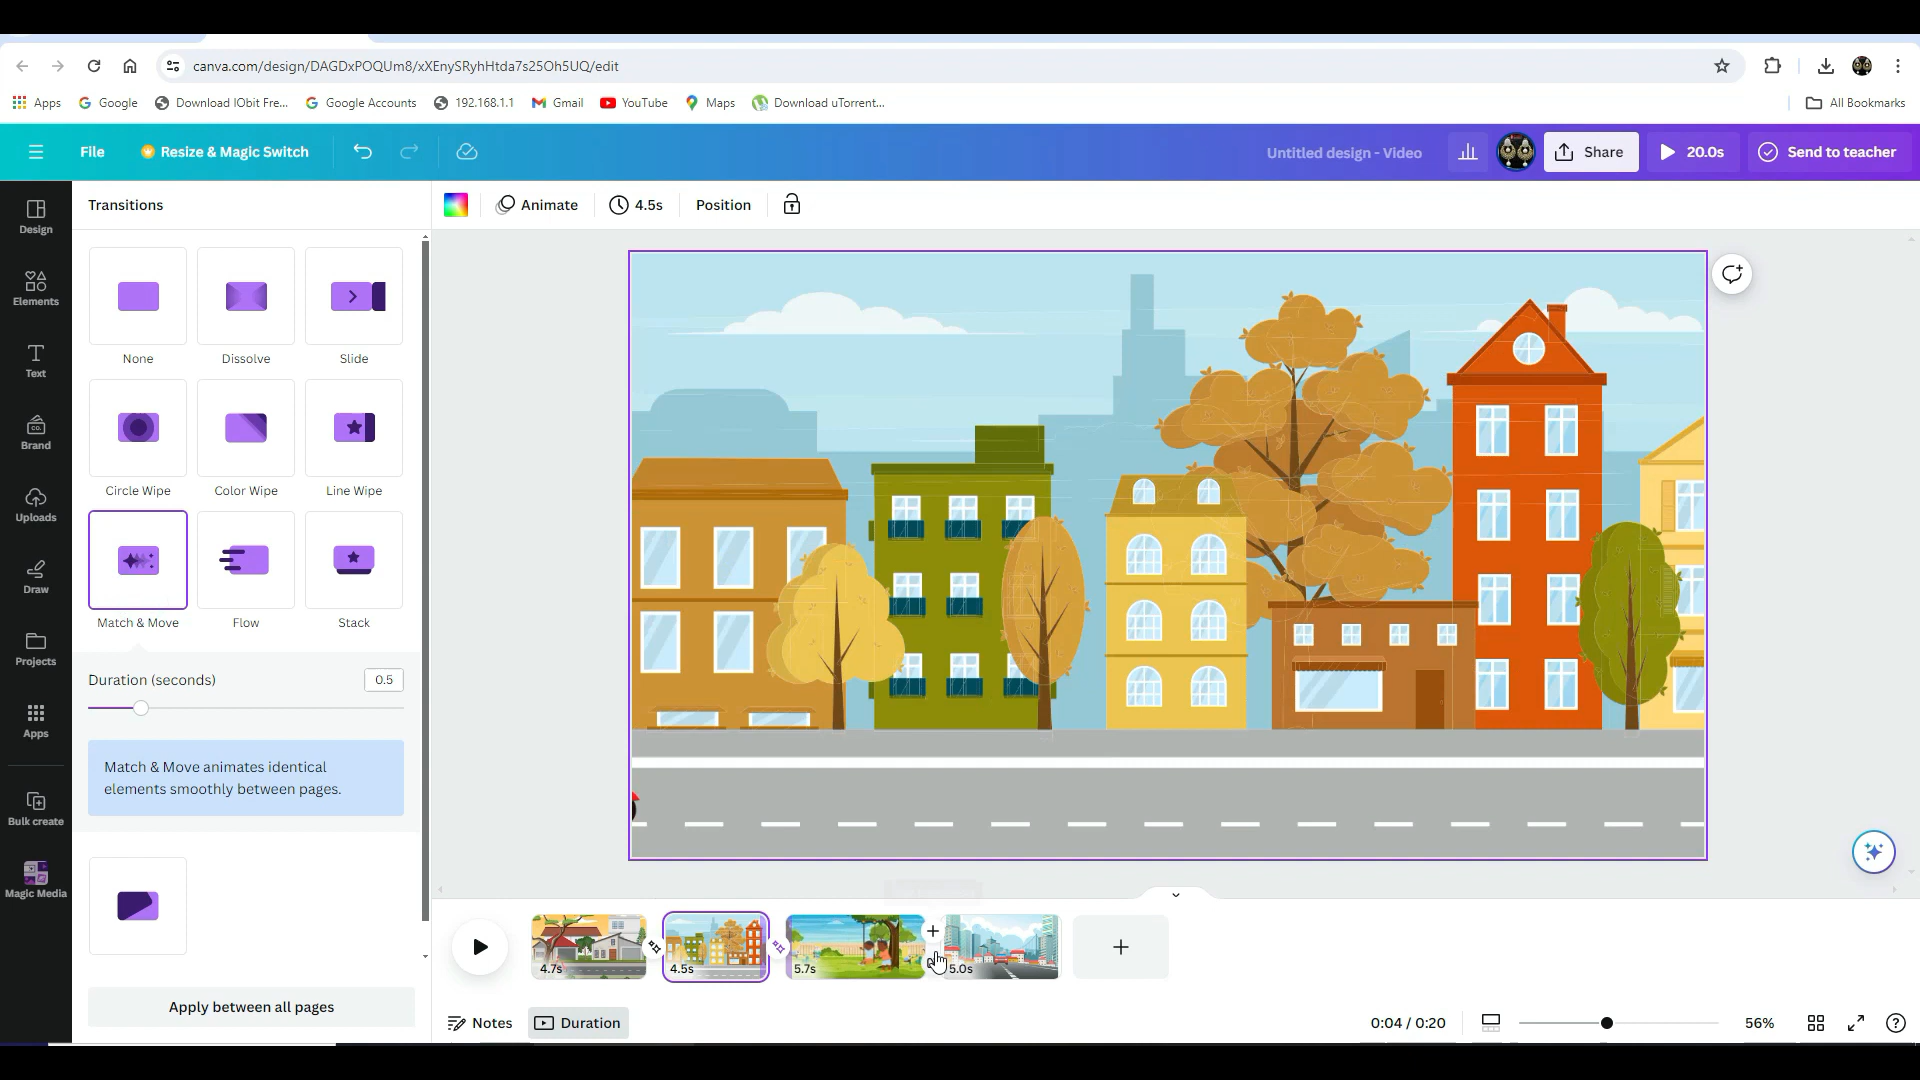 canva.com/design/DAGDxPOQUm8/xXEnySRyhHtda7s25Oh5UQ/edit
Apps Google Download IObit Fre... Google Accounts 192.168.1.1 Gmail YouTube Maps Download uTorrent... All Bookmarks
File Resize & Magic Switch Untitled design - Video Share 20.0s Send to teacher
Design
Elements
Text
Brand
Uploads
Draw
Projects
Apps
Bulk create
Magic Media
Transitions
None Dissolve Slide
Circle Wipe Color Wipe Line Wipe
Match & Move Flow Stack
Duration (seconds) 0.5
Match & Move animates identical
elements smoothly between pages.
Apply between all pages
Animate 4.5s Position
4.7s 4.5s 5.7s 5.0s
Notes Duration 0:04 / 0:20 56%